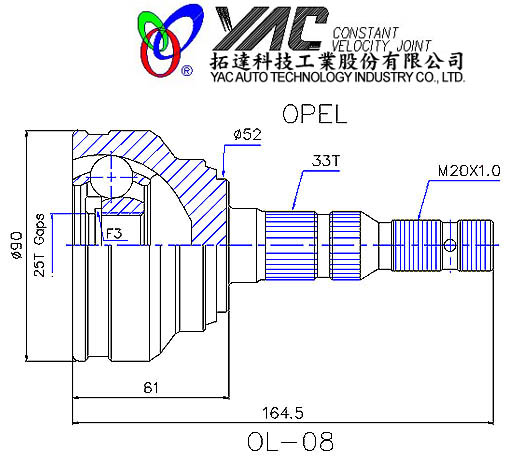 YAC CONSTANT
VELOCITY JOINT
®
拓達科技工業股份有限公司
YAC AUTO TECHNOLOGY INDUSTRY CO., LTD.
OPEL
ø52
33T
M20X1.0
ø90
25T Gaps
F3
61
164.5
OL-08